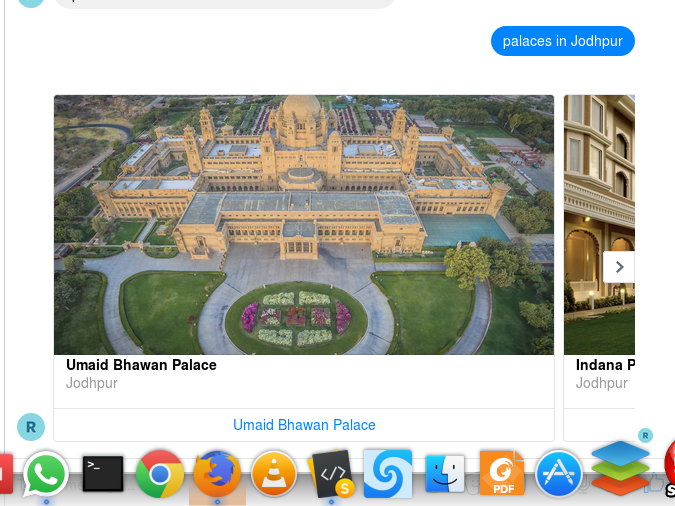 palaces in Jodhpur
Umaid Bhawan Palace
Jodhpur
Indana P
Jodhpur
Umaid Bhawan Palace
R
R
>_
</>
S
PDF
S